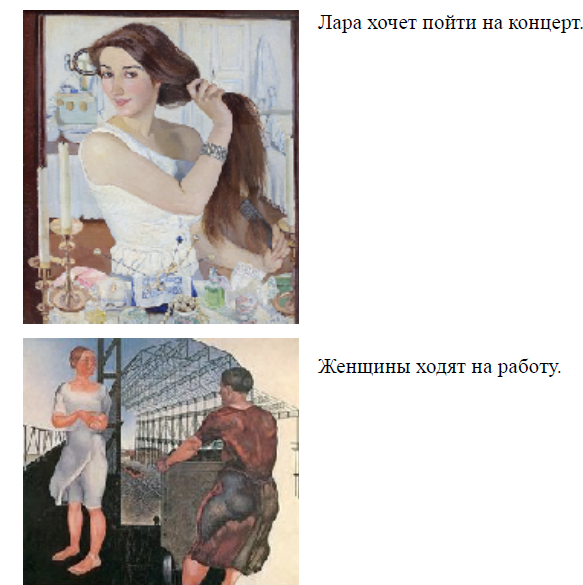 Лара хочет пойти на концерт.
Женщины ходят на работу.